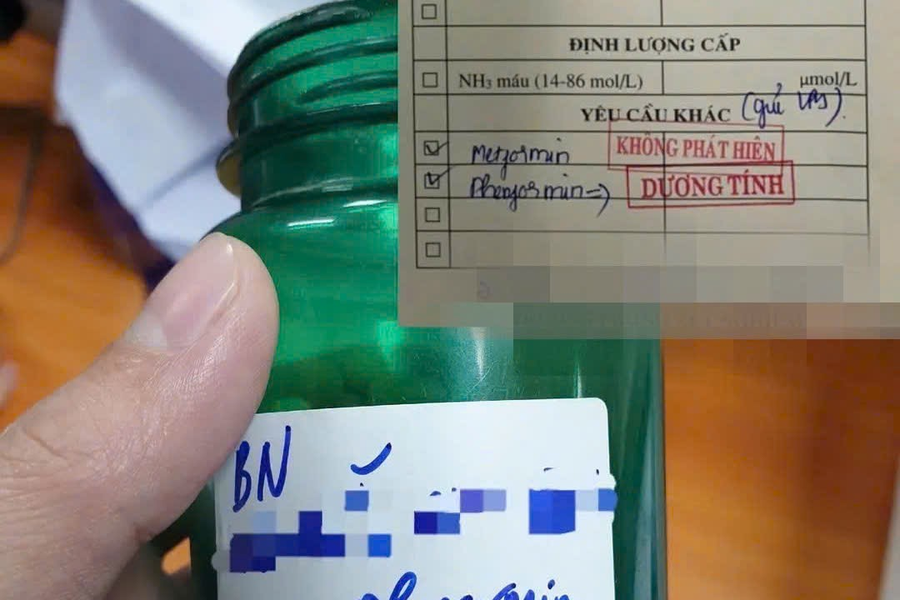 ĐỊNH LƯỢNG CẤP
NH₃ máu (14-86 mol/L) µmol/L
YÊU CẦU KHÁC (gửi VPS).
Metformin KHÔNG PHÁT HIỆN
Phenformin => DƯƠNG TÍNH
BN